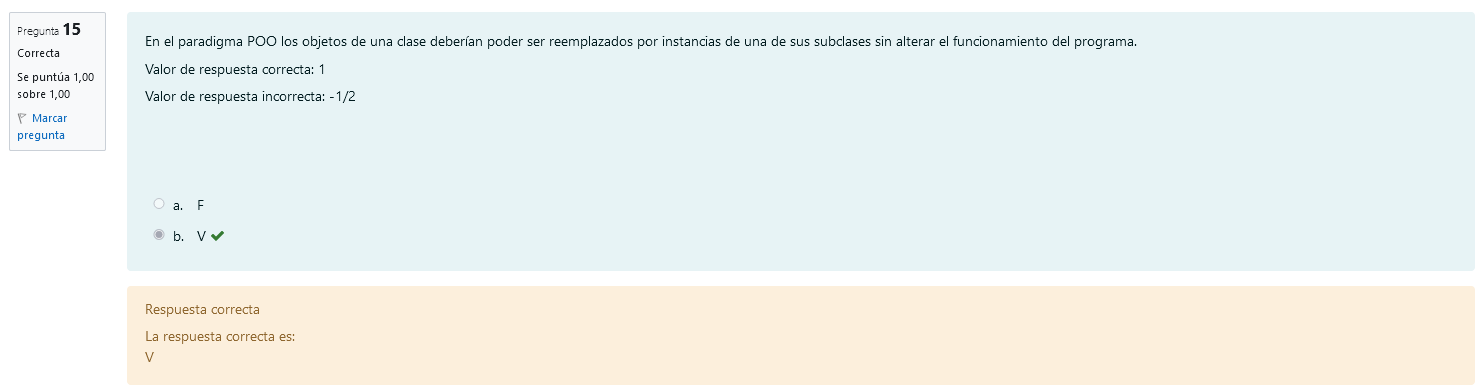 Pregunta 15
Correcta
Se puntúa 1,00
sobre 1,00
Marcar
pregunta
En el paradigma POO los objetos de una clase deberían poder ser reemplazados por instancias de una de sus subclases sin alterar el funcionamiento del programa.
Valor de respuesta correcta: 1
Valor de respuesta incorrecta: -1/2
a. F
b. V
Respuesta correcta
La respuesta correcta es:
V